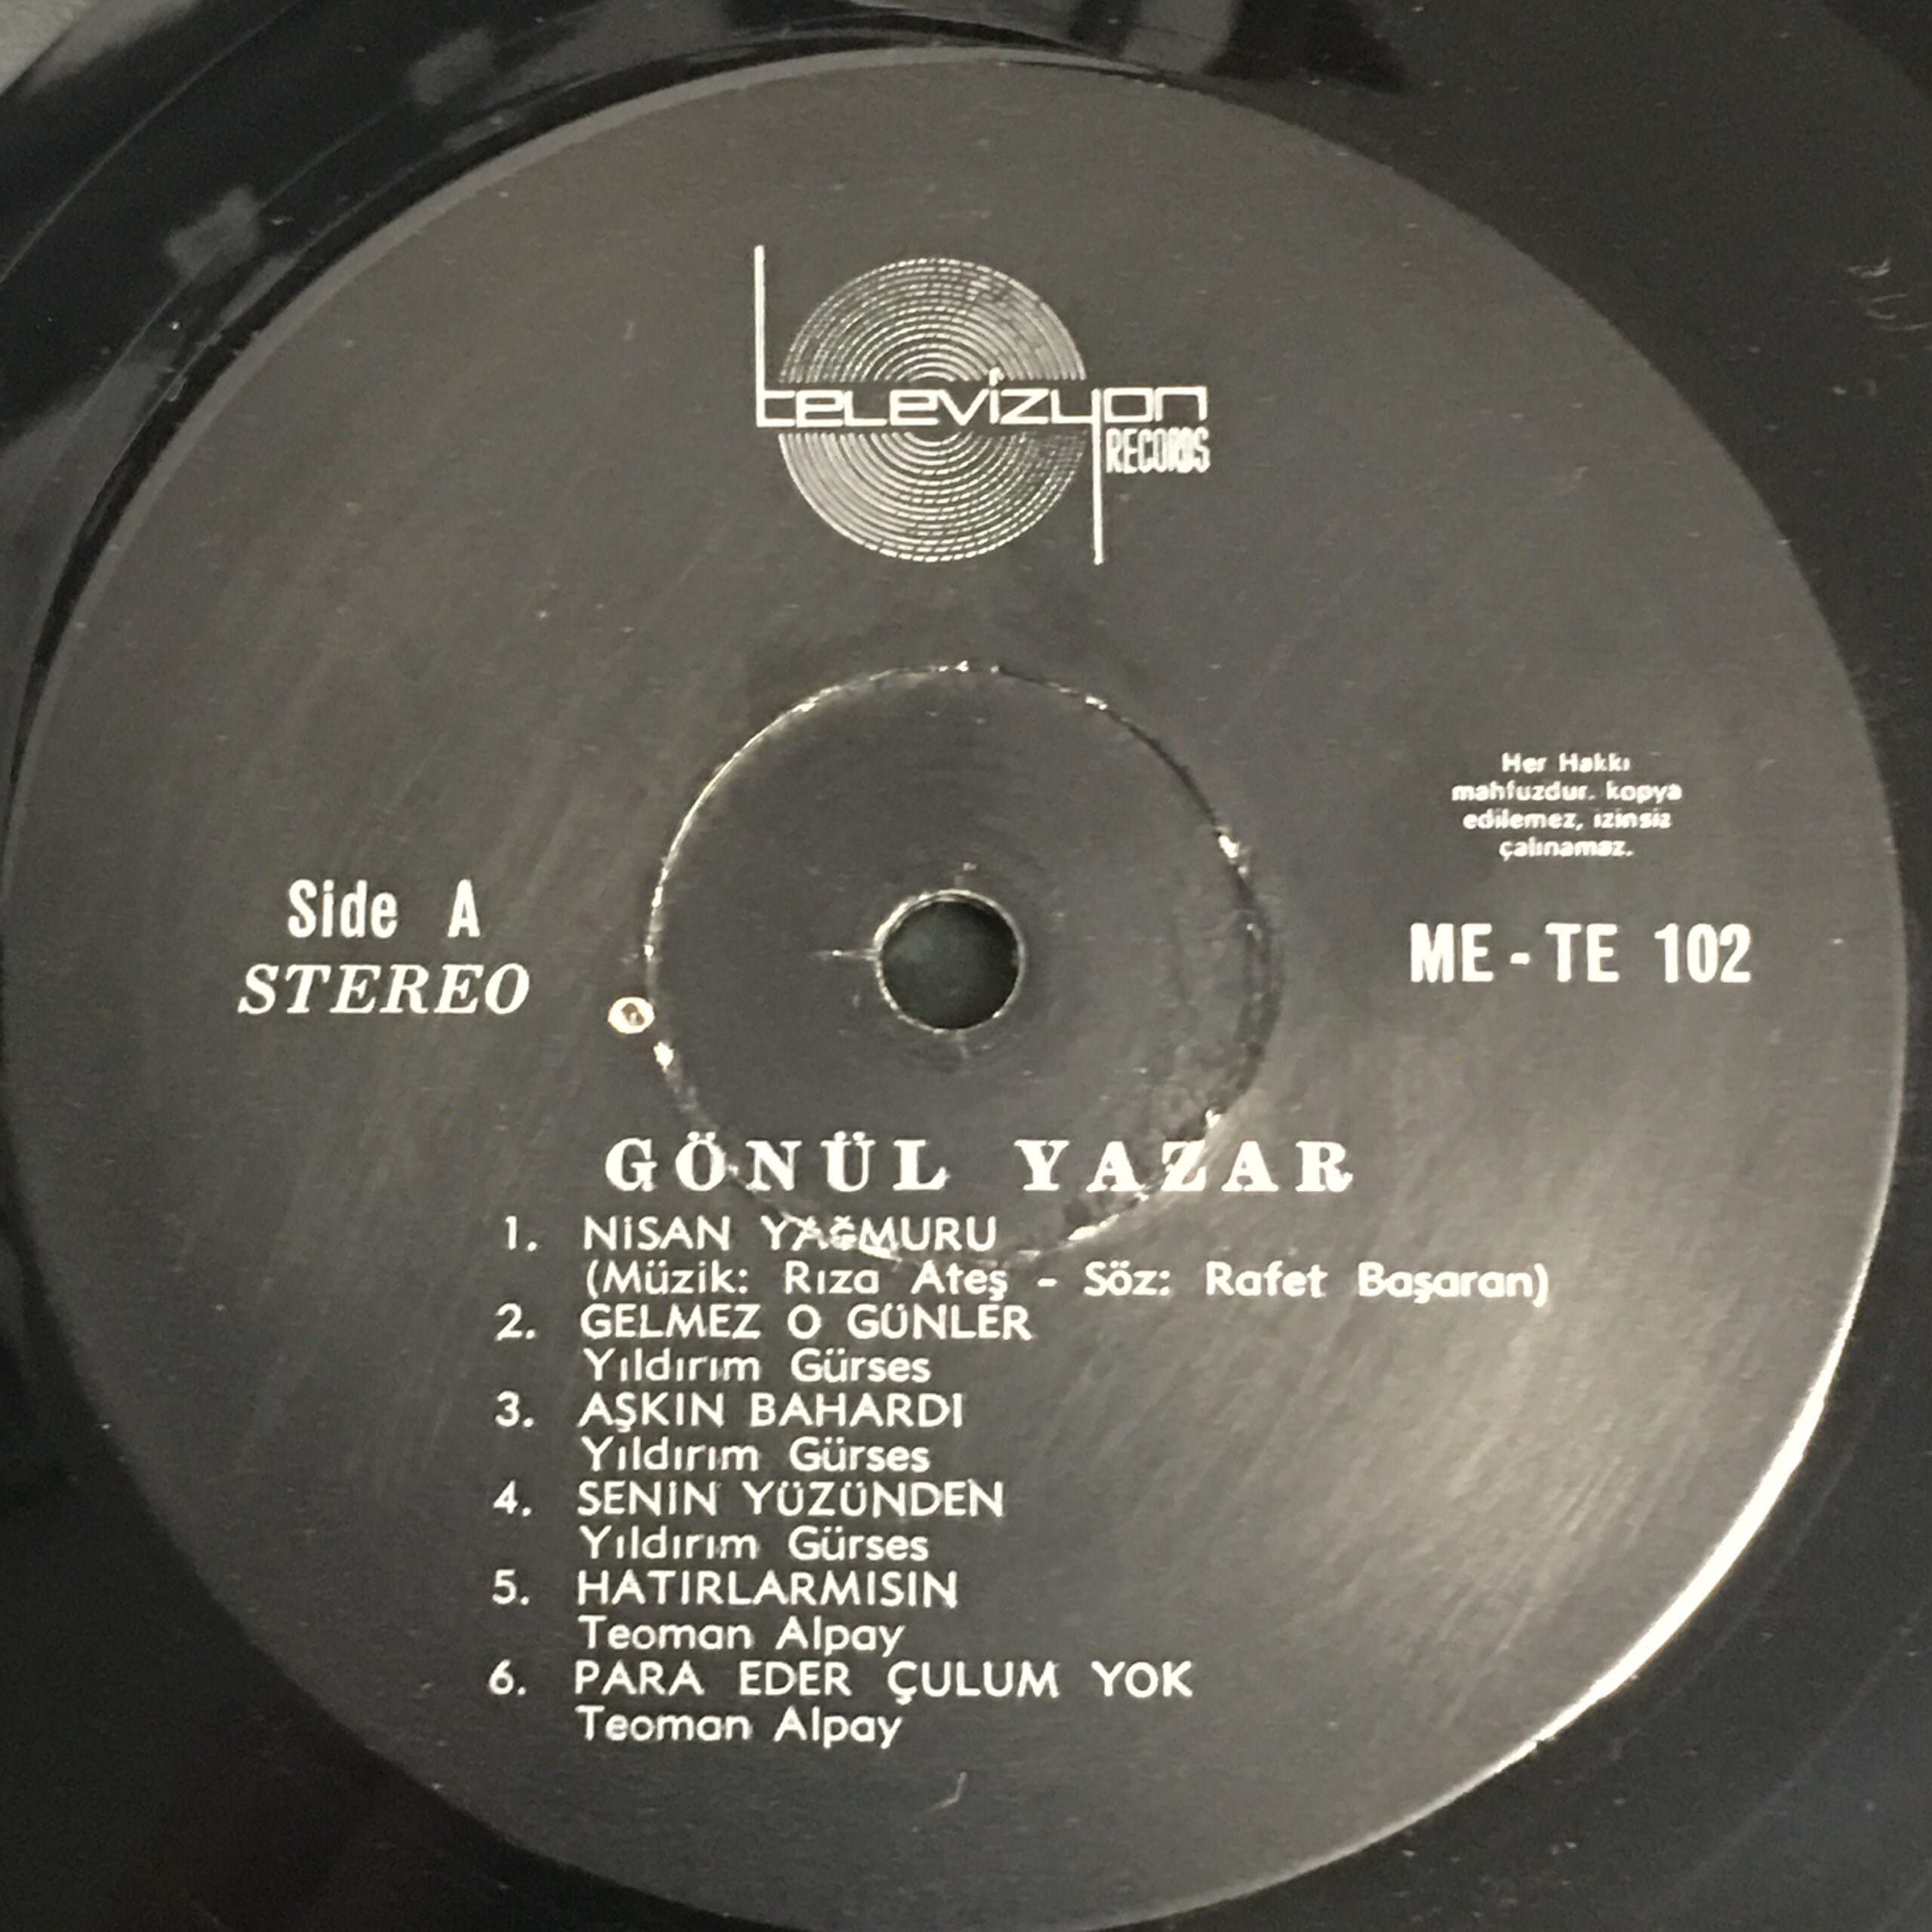 televizyon
RECORDS
Her Hakkı
mahfuzdur. kopya
edilemez, izinsiz
çalınamaz.
Side A
STEREO
ME - TE 102
GÖNÜL YAZAR
1. NİSAN YAĞMURU
(Müzik: Rıza Ateş - Söz: Rafet Başaran)
2. GELMEZ O GÜNLER
Yıldırım Gürses
3. AŞKIN BAHARDI
Yıldırım Gürses
4. SENIN YÜZÜNDEN
Yıldırım Gürses
5. HATIRLARMISIN
Teoman Alpay
6. PARA EDER ÇULUM YOK
Teoman Alpay